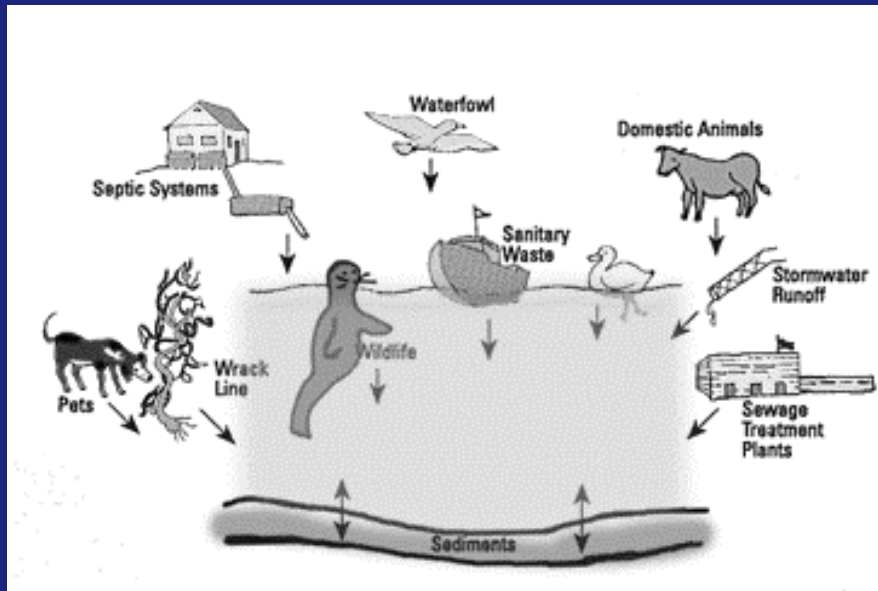 Waterfowl
Domestic Animals
Septic Systems
Sanitary
Waste
Stormwater
Runoff
Wildlife
Wrack
Line
Pets
Sewage
Treatment
Plants
Sediments